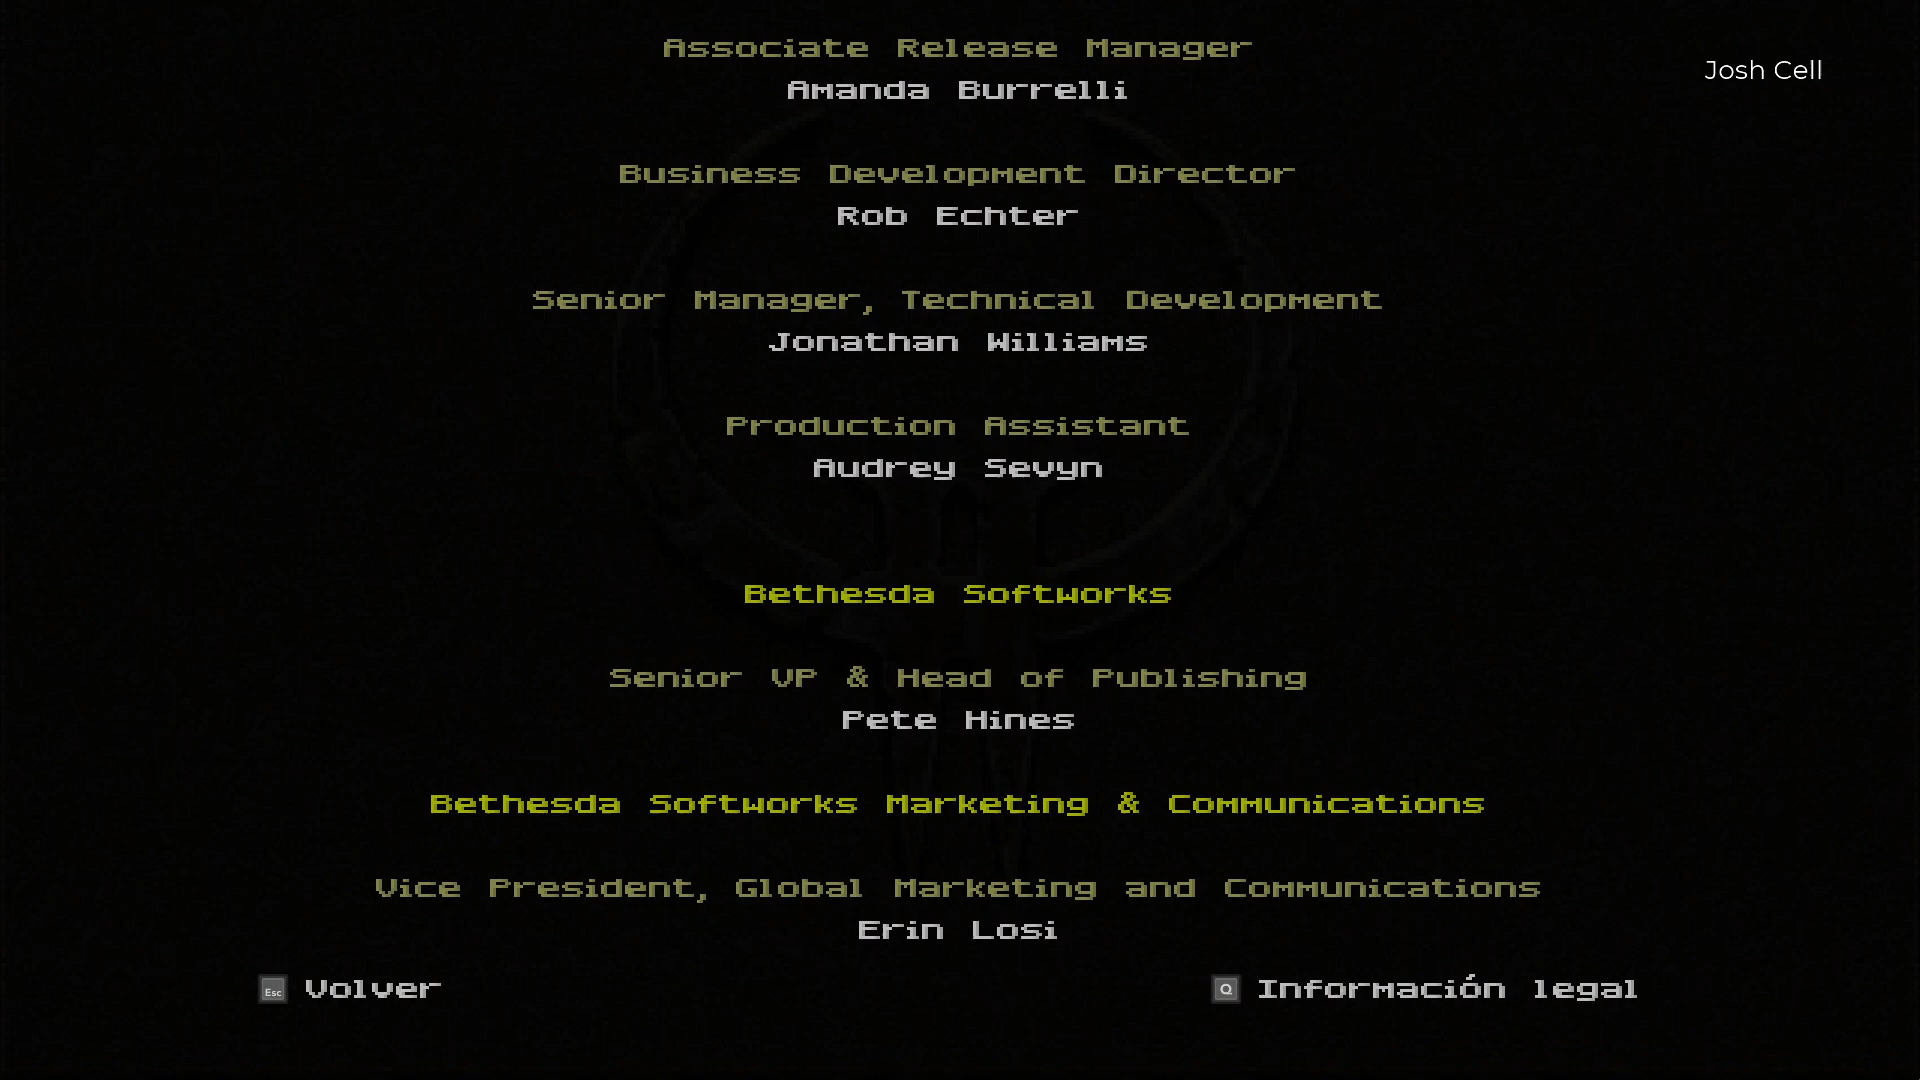 Associate Release Manager
Josh Cell
Amanda Burrelli
Business Development Director
Rob Echter
Senior Manager, Technical Development
Jonathan Williams
Production Assistant
Audrey Sevyn
Bethesda Softworks
Senior VP & Head of Publishing
Pete Hines
Bethesda Softworks Marketing & Communications
Vice President, Global Marketing and Communications
Erin Losi
Esc Volver
Q Información legal